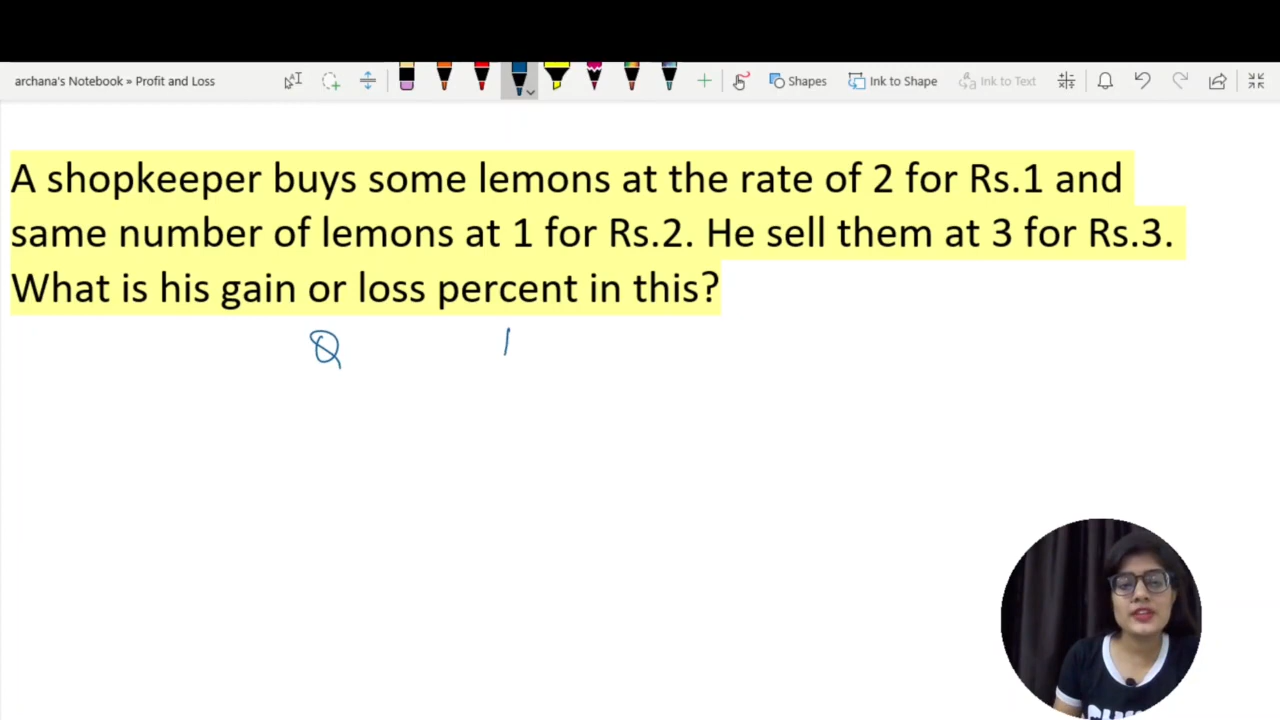 archana's Notebook » Profit and Loss
Shapes
Ink to Shape
Ink to Text
A shopkeeper buys some lemons at the rate of 2 for Rs.1 and
same number of lemons at 1 for Rs.2. He sell them at 3 for Rs.3.
What is his gain or loss percent in this?
Q